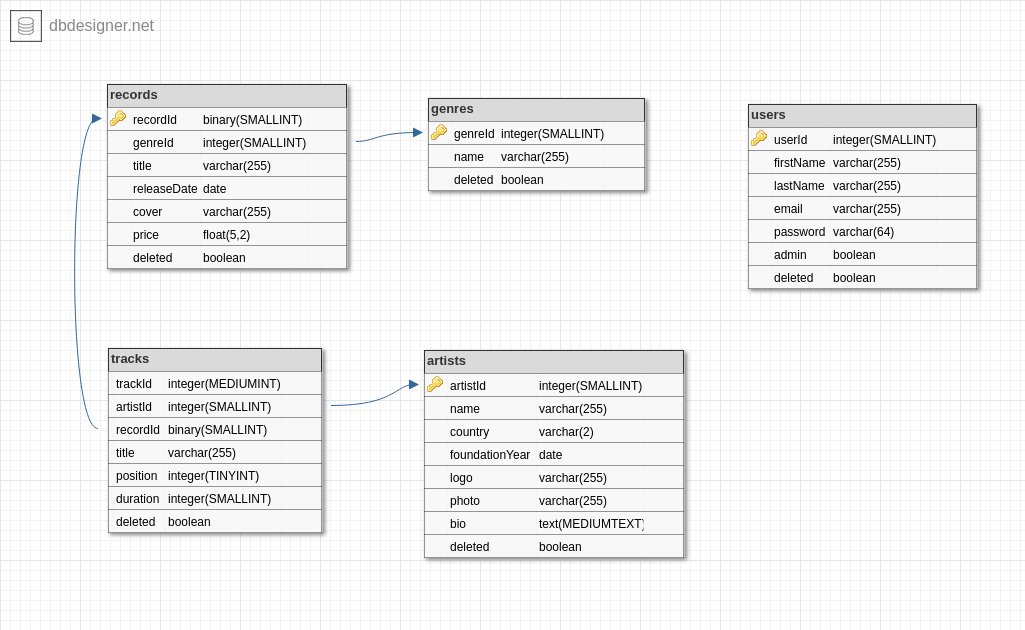 dbdesigner.net
records
recordId binary(SMALLINT)
genreId integer(SMALLINT)
title varchar(255)
releaseDate date
cover varchar(255)
price float(5,2)
deleted boolean
genres
genreId integer(SMALLINT)
name varchar(255)
deleted boolean
users
userId integer(SMALLINT)
firstName varchar(255)
lastName varchar(255)
email varchar(255)
password varchar(64)
admin boolean
deleted boolean
tracks
trackId integer(MEDIUMINT)
artistId integer(SMALLINT)
recordId binary(SMALLINT)
title varchar(255)
position integer(TINYINT)
duration integer(SMALLINT)
deleted boolean
artists
artistId integer(SMALLINT)
name varchar(255)
country varchar(2)
foundationYear date
logo varchar(255)
photo varchar(255)
bio text(MEDIUMTEXT)
deleted boolean